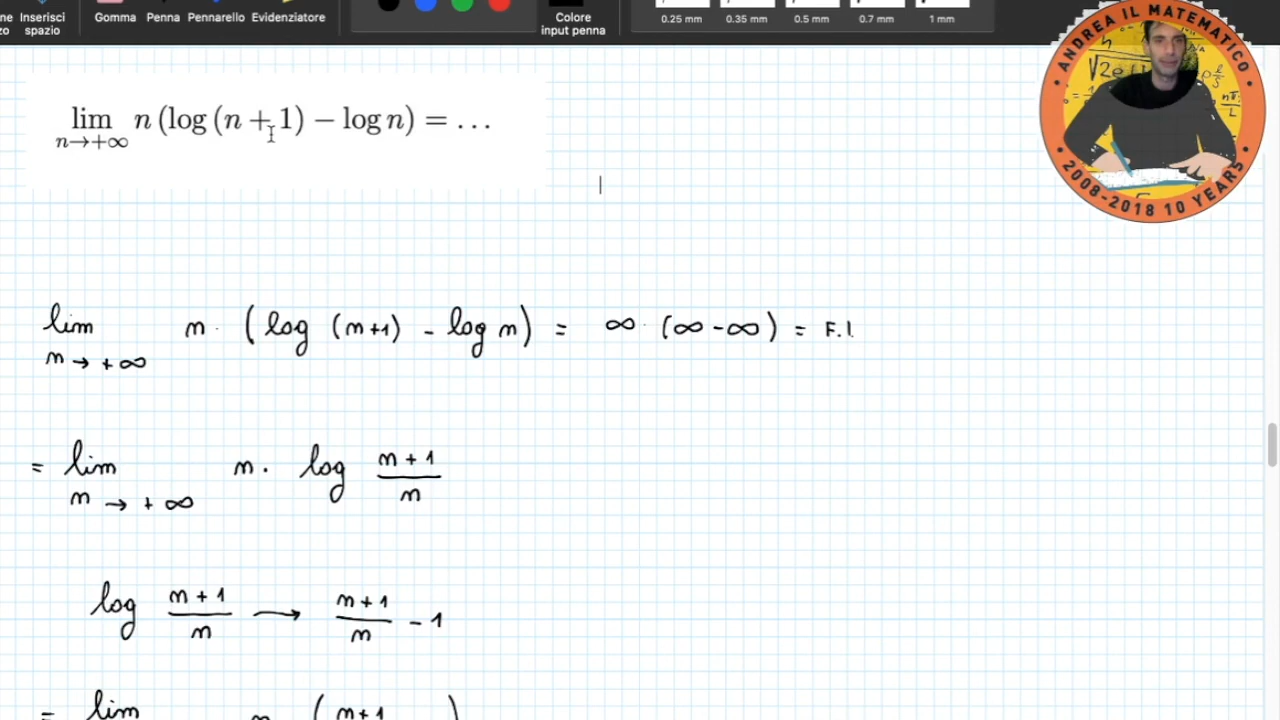 Inserisci
spazio
Gomma
Penna
Pennarello
Evidenziatore
Colore
input penna
0.25 mm
0.35 mm
0.5 mm
0.7 mm
1 mm
ANDREA IL MATEMATICO
2008-2018 10 YEARS
lim n (log (n + 1) − log n) = ...
n→+∞
lim n · (log (n+1) - log n) = ∞ · (∞ - ∞) = F.I.
n → +∞
= lim n · log (n+1)/n
n → +∞
log (n+1)/n → (n+1)/n - 1
= lim n ( n+1 )